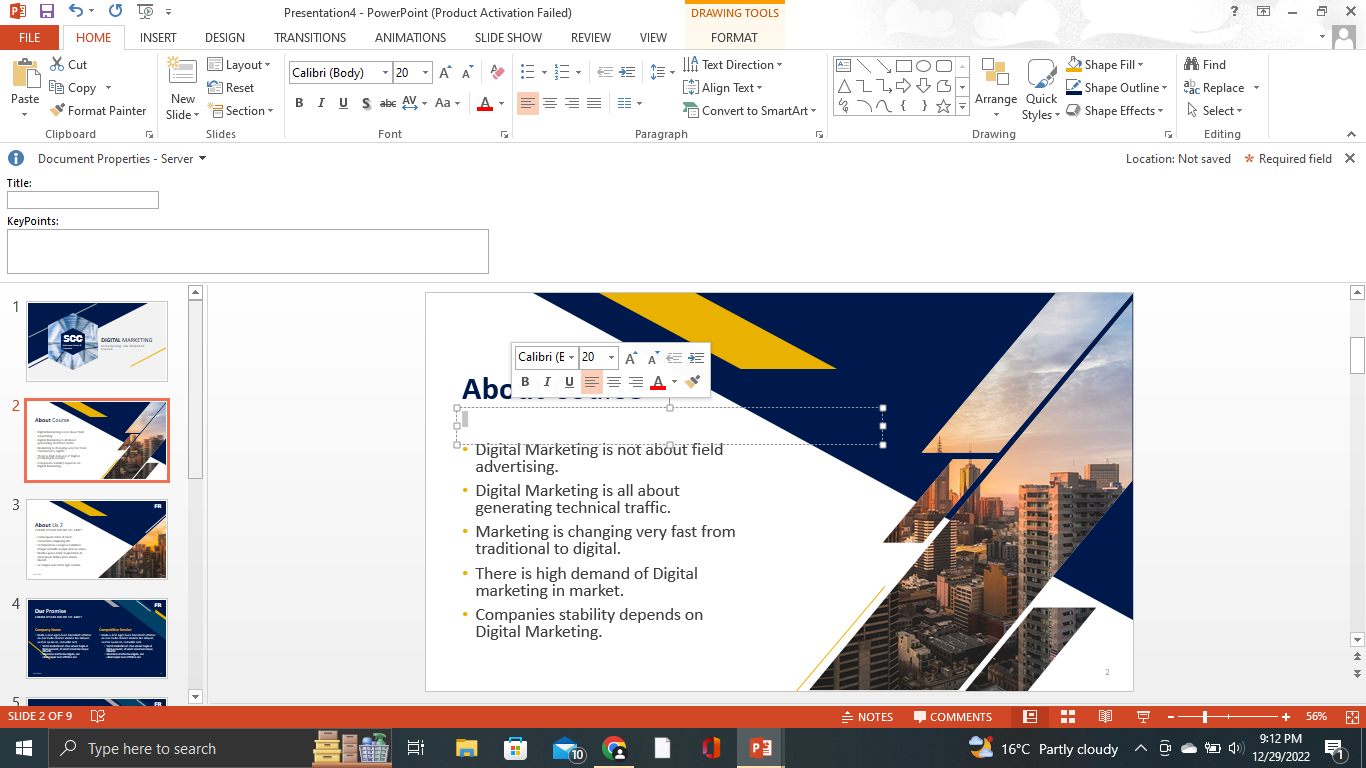 Presentation4 - PowerPoint (Product Activation Failed)
DRAWING TOOLS
FILE HOME INSERT DESIGN TRANSITIONS ANIMATIONS SLIDE SHOW REVIEW VIEW FORMAT
Paste
Cut
Copy
Format Painter
Clipboard
New Slide
Layout
Reset
Section
Slides
Calibri (Body) 20
B I U S abc AV Aa A
Font
Text Direction
Align Text
Convert to SmartArt
Paragraph
Arrange
Quick Styles
Shape Fill
Shape Outline
Shape Effects
Drawing
Find
Replace
Select
Editing
Document Properties - Server
Location: Not saved * Required field
Title:
KeyPoints:
1
SCC
DIGITAL MARKETING
2
About Course
3
FR
About Us 2
4
FR
Our Promise
Company Name
5
FR
Calibri (E 20
B I U A
Digital Marketing is not about field
advertising.
Digital Marketing is all about
generating technical traffic.
Marketing is changing very fast from
traditional to digital.
There is high demand of Digital
marketing in market.
Companies stability depends on
Digital Marketing.
2
SLIDE 2 OF 9
NOTES COMMENTS 56%
Type here to search
10
16°C Partly cloudy
9:12 PM
12/29/2022
1